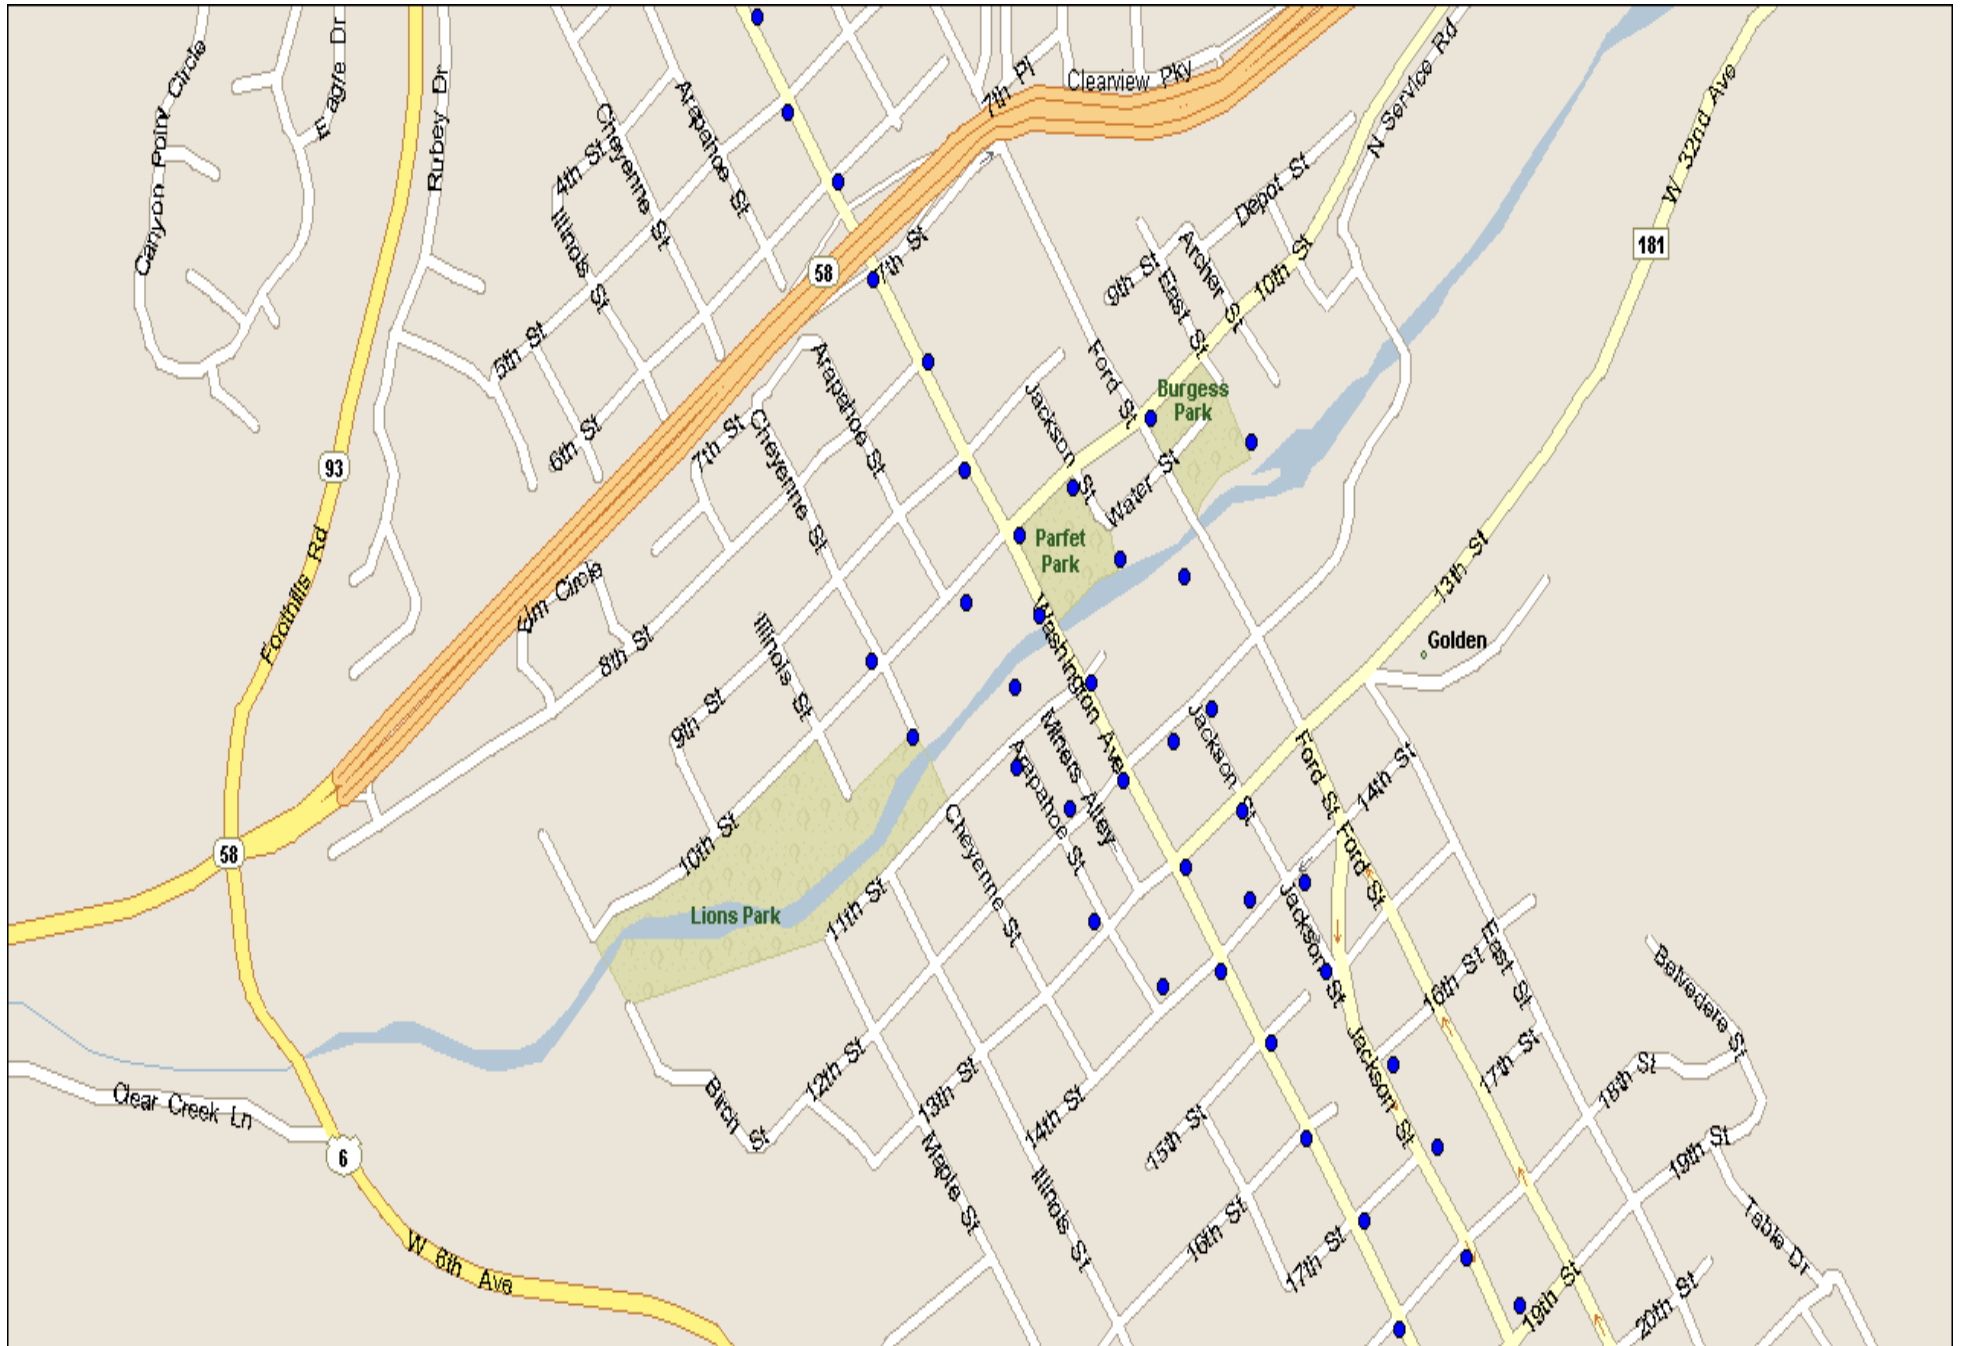 Canyon Point Circle
Eagle Dr
Rubey Dr
4th St
Cheyenne St
Arapahoe St
7th Pl
Clearview Pky
N Service Rd
W 32nd Ave
Illinois St
58
7th St
Depot St
9th St
Archer St
East St
10th St
181
5th St
6th St
7th St
Cheyenne St
Arapahoe St
Jackson St
Ford St
Burgess
Park
Water St
93
Foothills Rd
Elm Circle
8th St
Parfet
Park
13th St
Golden
Illinois St
9th St
Washington Ave
Miners Alley
Arapahoe St
Jackson St
Ford St
14th St
58
10th St
Lions Park
11th St
Cheyenne St
Jackson St
Ford St
East St
16th St
Belvedere St
Clear Creek Ln
6
Birch St
12th St
13th St
14th St
15th St
Jackson St
17th St
18th St
19th St
Maple St
Illinois St
16th St
17th St
Table Dr
W 6th Ave
19th St
20th St